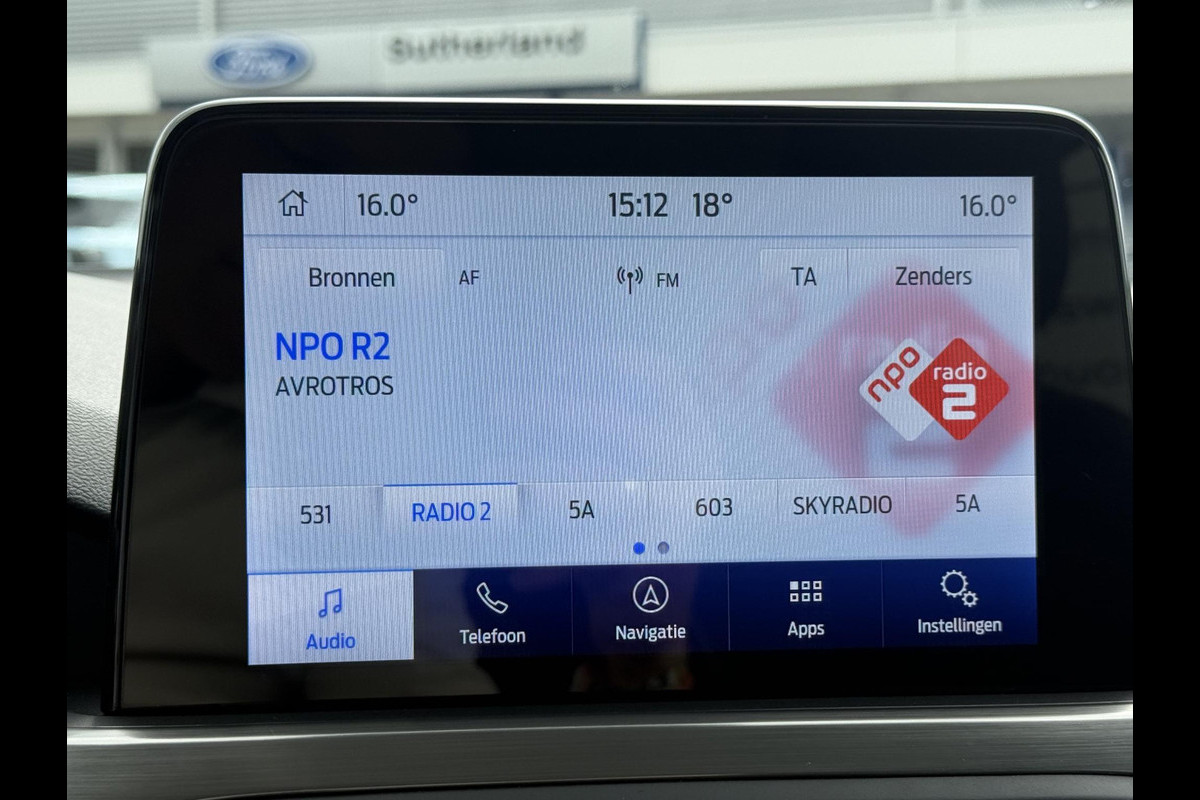 Ford
Sutherland
16.0° 15:12 18° 16.0°
Bronnen AF FM TA Zenders
NPO R2
AVROTROS
npo radio 2
531 RADIO 2 5A 603 SKYRADIO 5A
Audio Telefoon Navigatie Apps Instellingen